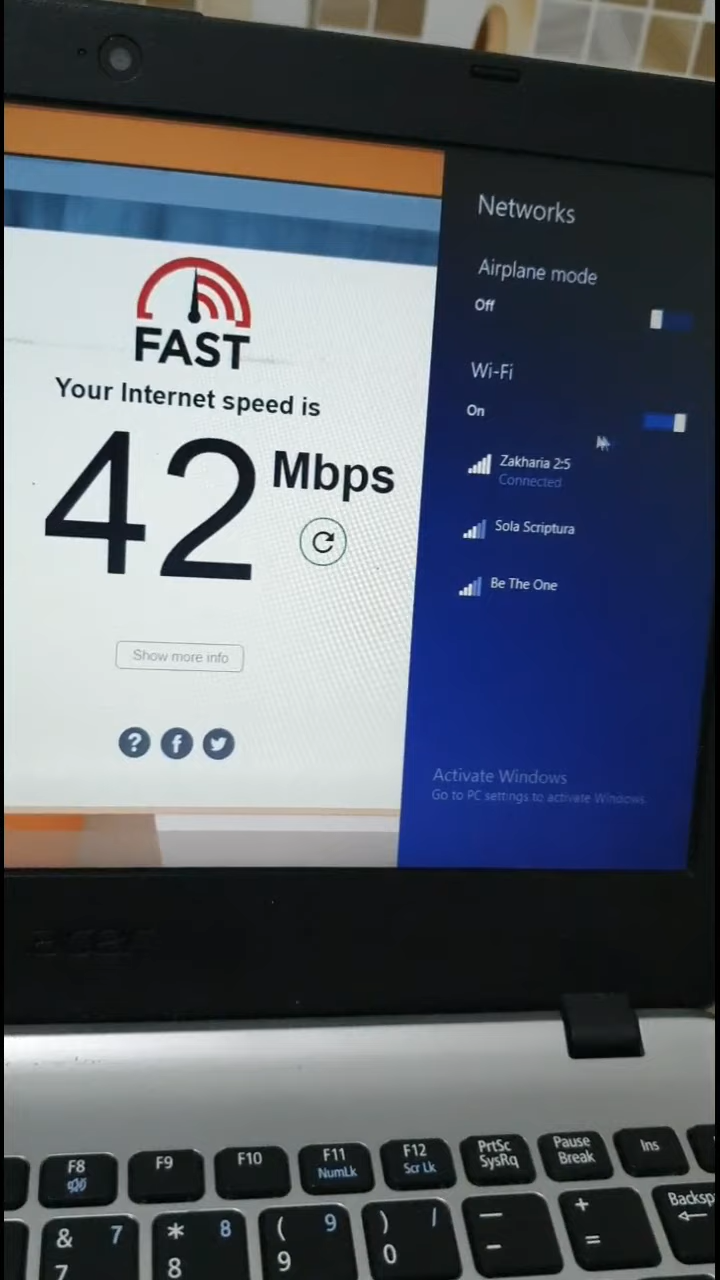 FAST
Your Internet speed is
42 Mbps
Show more info
?
Networks
Airplane mode
Off
Wi-Fi
On
Zakharia 2:5
Connected
Sola Scriptura
Be The One
Activate Windows
Go to PC settings to activate Windows.
acer
F8 F9 F10 F11 F12 PrtSc Pause Ins
NumLk Scr Lk SysRq Break
& 7 * 8 ( 9 ) / — + Backsp
7 8 9 0 - =